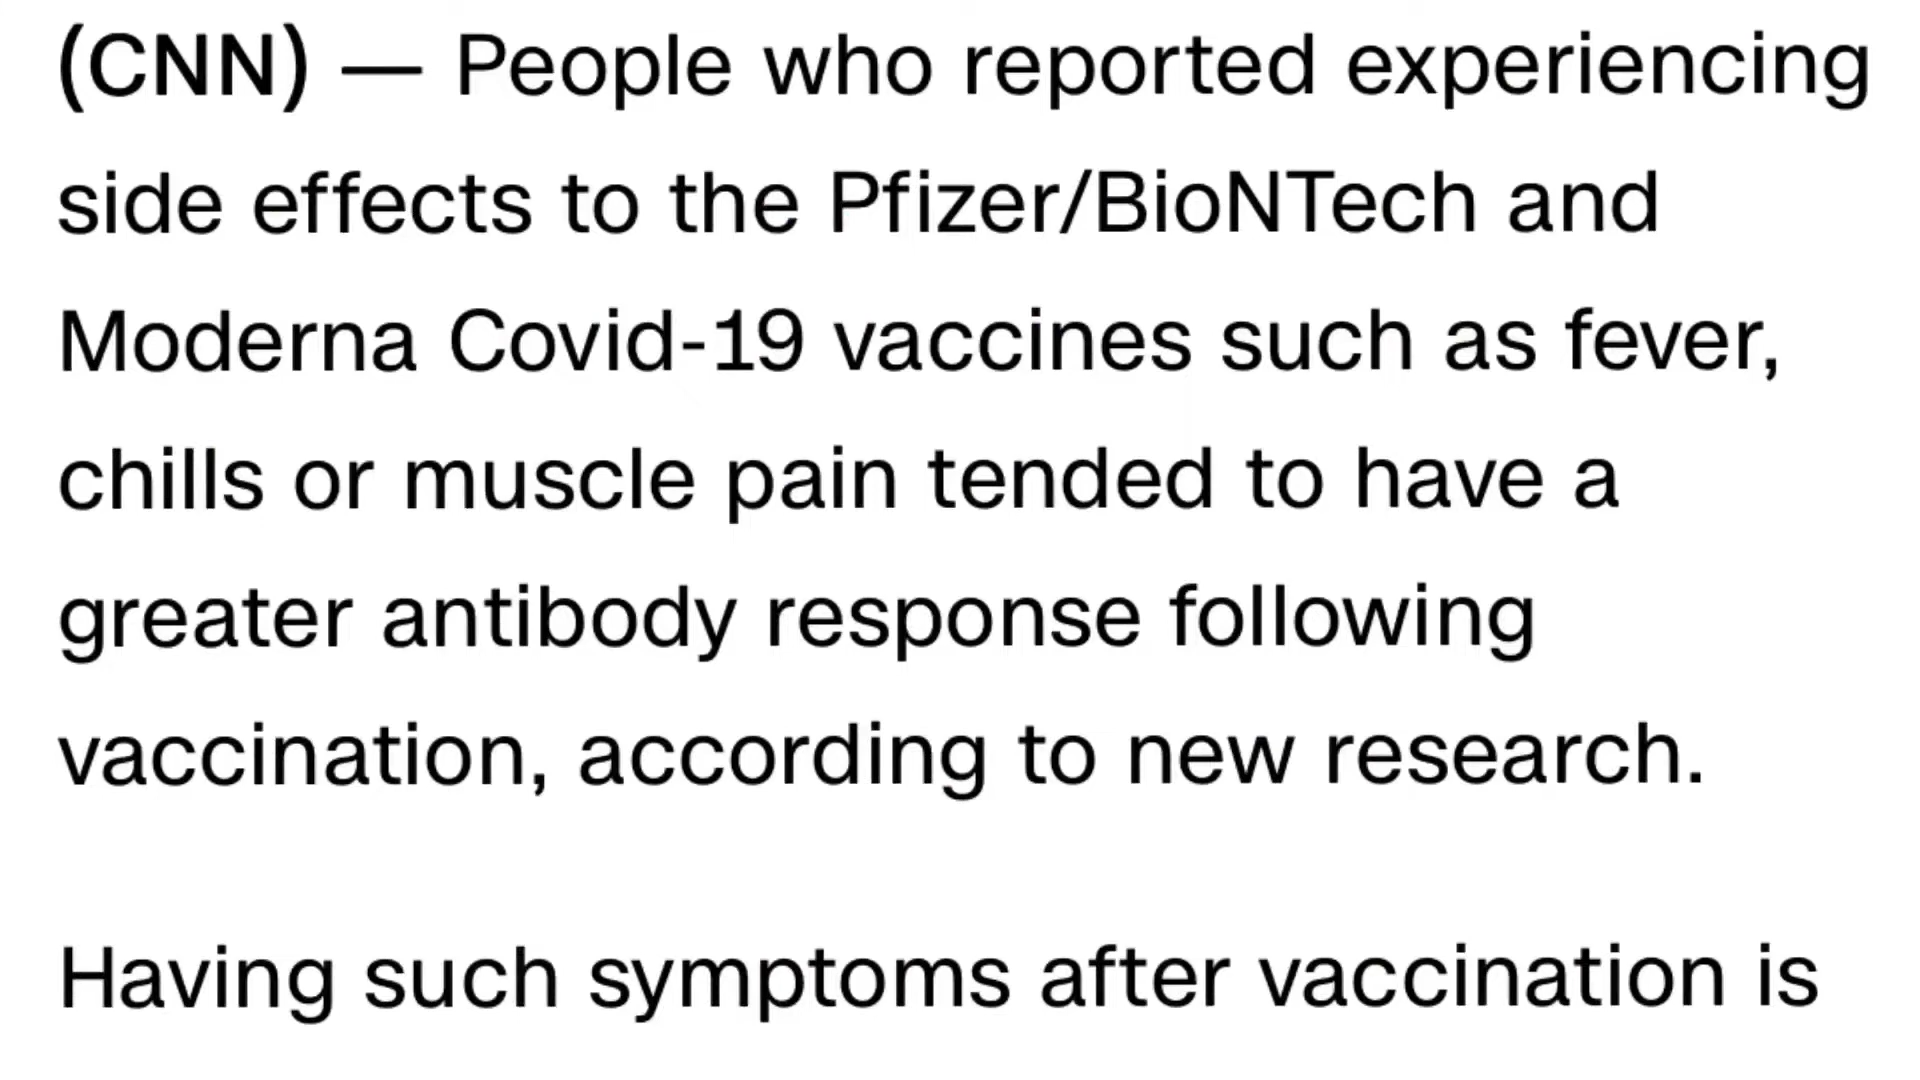 (CNN) — People who reported experiencing
side effects to the Pfizer/BioNTech and
Moderna Covid-19 vaccines such as fever,
chills or muscle pain tended to have a
greater antibody response following
vaccination, according to new research.
Having such symptoms after vaccination is